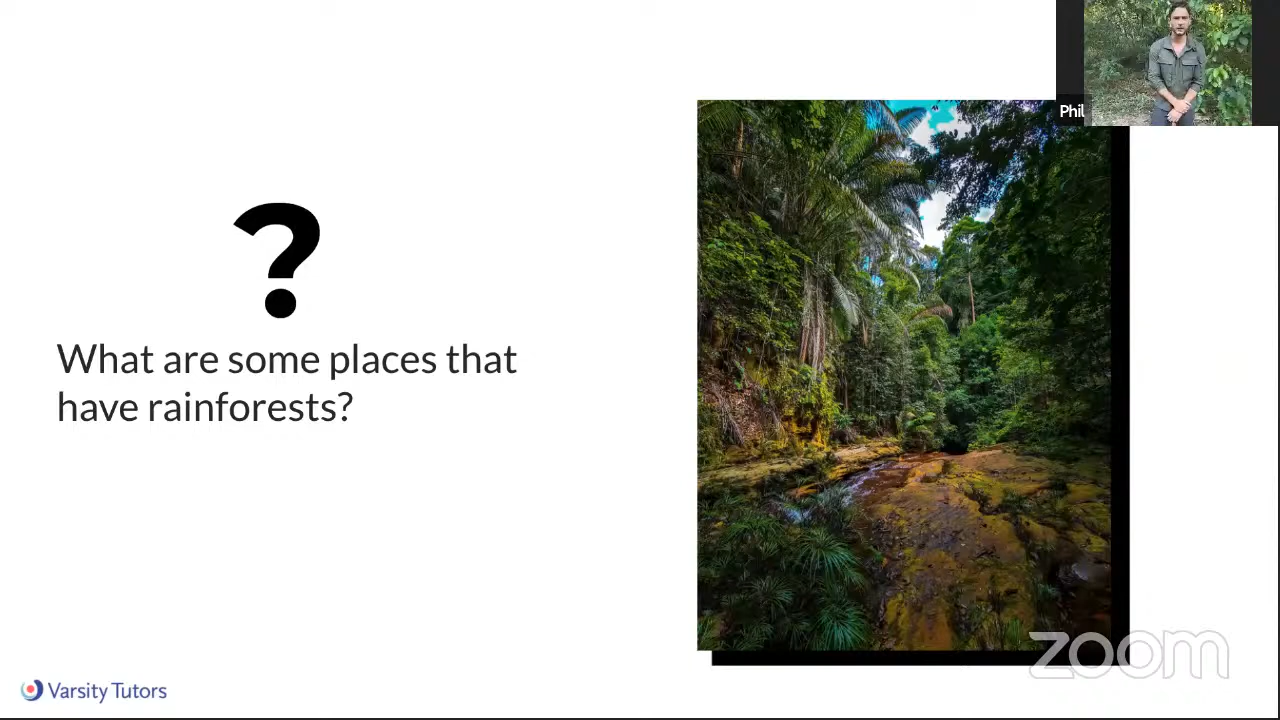 Phil
?
What are some places that
have rainforests?
zoom
Varsity Tutors